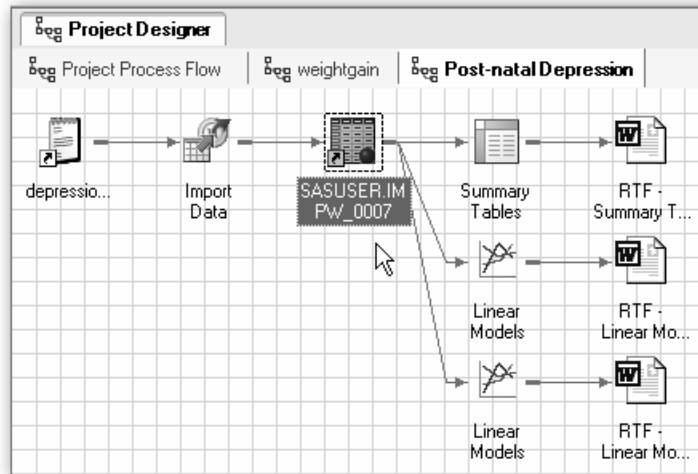 Project Designer
Project Process Flow weightgain Post-natal Depression
depressio... Import SASUSER.IM Summary RTF -
Data PW_0007 Tables Summary T...
Linear RTF -
Models Linear Mo...
Linear RTF -
Models Linear Mo...